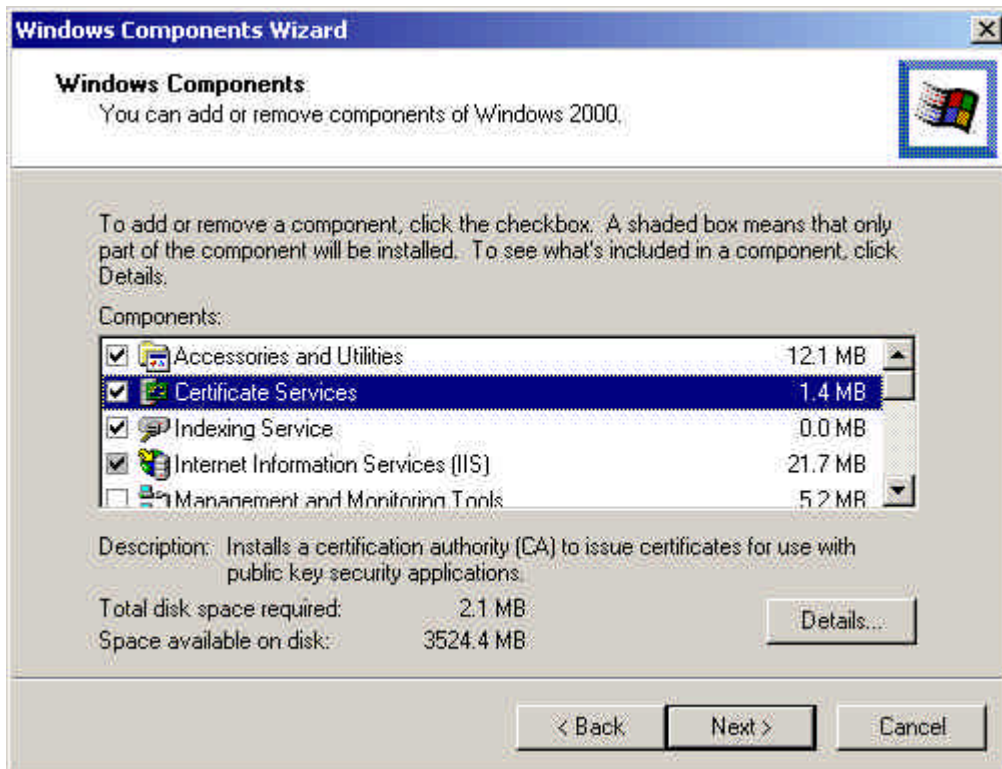 Windows Components Wizard
Windows Components
You can add or remove components of Windows 2000.
To add or remove a component, click the checkbox. A shaded box means that only
part of the component will be installed. To see what's included in a component, click
Details.
Components:
Accessories and Utilities 12.1 MB
Certificate Services 1.4 MB
Indexing Service 0.0 MB
Internet Information Services (IIS) 21.7 MB
Management and Monitoring Tools 5.2 MB
Description: Installs a certification authority (CA) to issue certificates for use with
public key security applications.
Total disk space required: 2.1 MB
Space available on disk: 3524.4 MB
Details...
< Back Next > Cancel